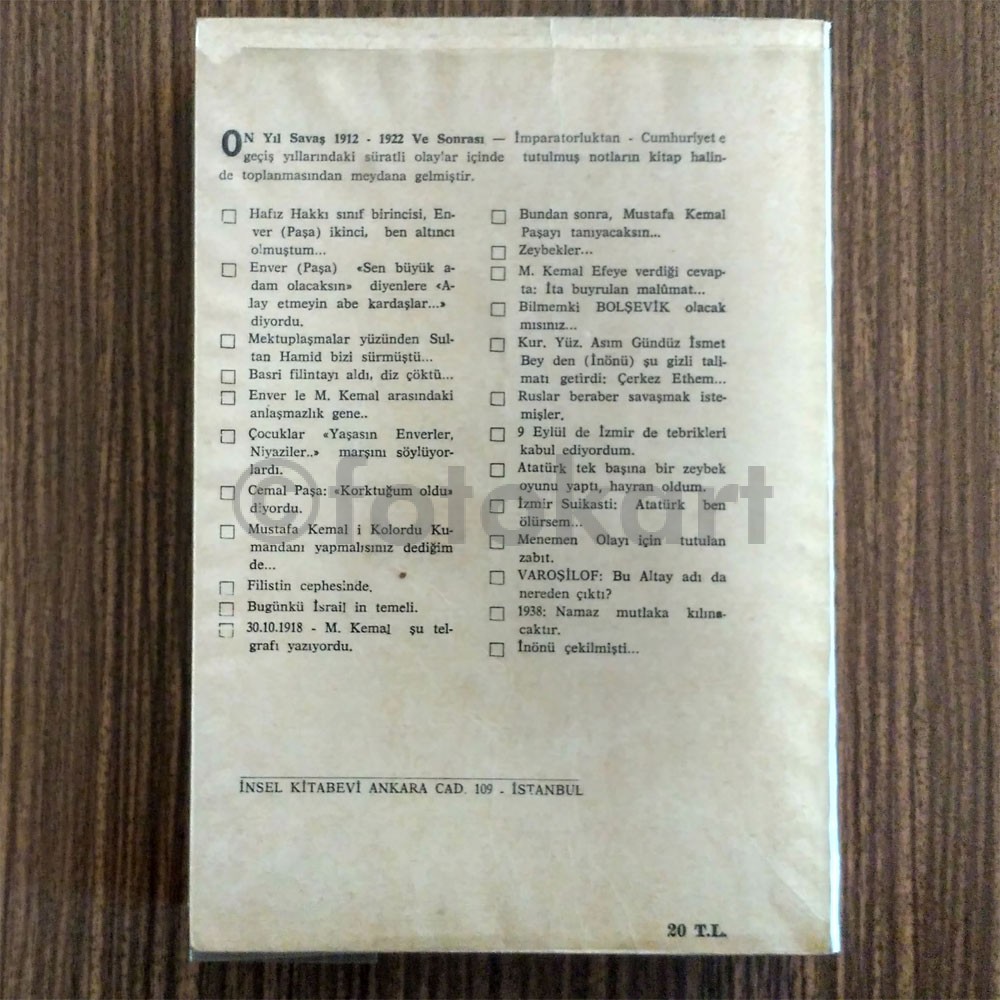 ON Yıl Savaş 1912 - 1922 Ve Sonrası — İmparatorluktan - Cumhuriyet e
geçiş yıllarındaki süratli olaylar içinde tutulmuş notların kitap halin-
de toplanmasından meydana gelmiştir.
Hafız Hakkı sınıf birincisi, En-
ver (Paşa) ikinci, ben altıncı
olmuştum...
Enver (Paşa) «Sen büyük a-
dam olacaksın» diyenlere «A-
lay etmeyin abe kardaşlar...»
diyordu.
Mektuplaşmalar yüzünden Sul-
tan Hamid bizi sürmüştü...
Basri filintayı aldı, diz çöktü...
Enver le M. Kemal arasındaki
anlaşmazlık gene..
Çocuklar «Yaşasın Enverler,
Niyaziler..» marşını söylüyor-
lardı.
Cemal Paşa: «Korktuğum oldu»
diyordu.
Mustafa Kemal i Kolordu Ku-
mandanı yapmalısınız dediğim
de...
Filistin cephesinde.
Bugünkü İsrail in temeli.
30.10.1918 - M. Kemal şu tel-
grafı yazıyordu.
Bundan sonra, Mustafa Kemal
Paşayı tanıyacaksın...
Zeybekler...
M. Kemal Efeye verdiği cevap-
ta: İta buyrulan malûmat...
Bilmemki BOLŞEVİK olacak
mısınız...
Kur. Yüz. Asım Gündüz İsmet
Bey den (İnönü) şu gizli tali-
matı getirdi: Çerkez Ethem...
Ruslar beraber savaşmak iste-
mişler.
9 Eylül de İzmir de tebrikleri
kabul ediyordum.
Atatürk tek başına bir zeybek
oyunu yaptı, hayran oldum.
İzmir Suikasti: Atatürk ben
ölürsem...
Menemen Olayı için tutulan
zabıt.
VAROŞİLOF: Bu Altay adı da
nereden çıktı?
1938: Namaz mutlaka kılına-
caktır.
İnönü çekilmişti...
©fotokart
İNSEL KİTABEVİ ANKARA CAD. 109 - İSTANBUL
20 T.L.